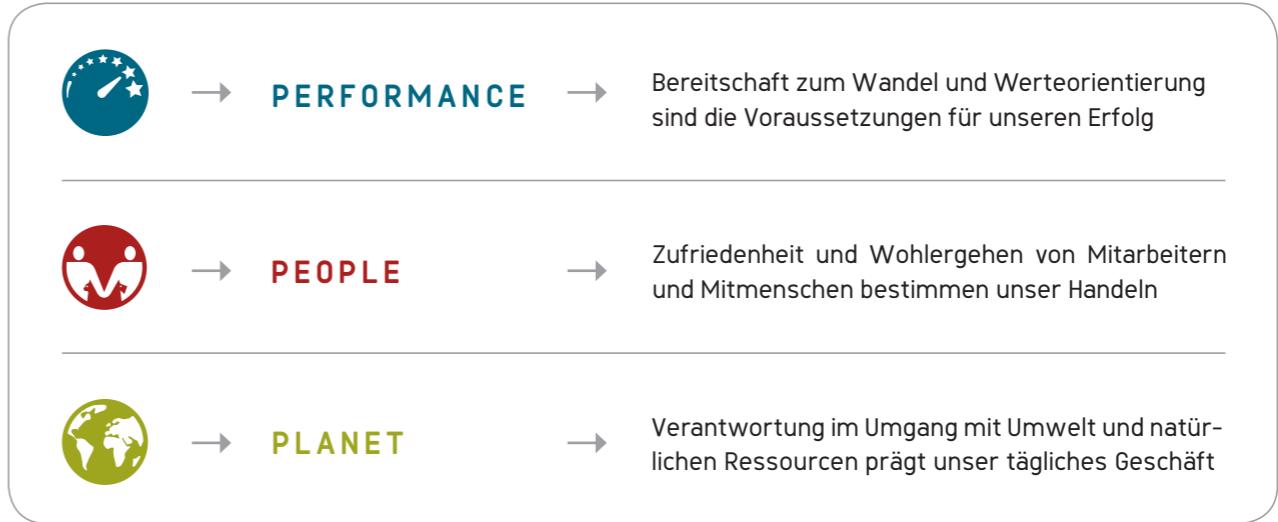 PERFORMANCE
Bereitschaft zum Wandel und Werteorientierung
sind die Voraussetzungen für unseren Erfolg
PEOPLE
Zufriedenheit und Wohlergehen von Mitarbeitern
und Mitmenschen bestimmen unser Handeln
PLANET
Verantwortung im Umgang mit Umwelt und natür-
lichen Ressourcen prägt unser tägliches Geschäft